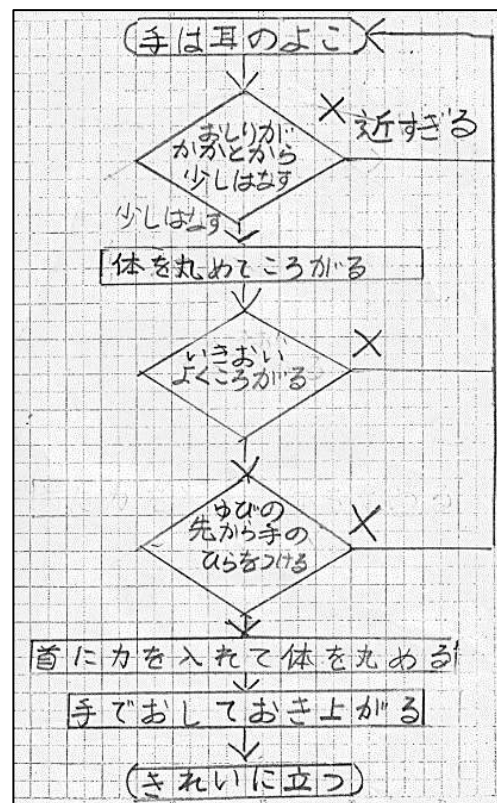 手は耳のよこ
× 近すぎる
おしりが
かかとから
少しはなす
少しはなす
体を丸めてころがる
いきおい
よくころがる
×
ゆびの
先から手の
ひらをつける
×
首に力を入れて体を丸める
手でおしておき上がる
きれいに立つ